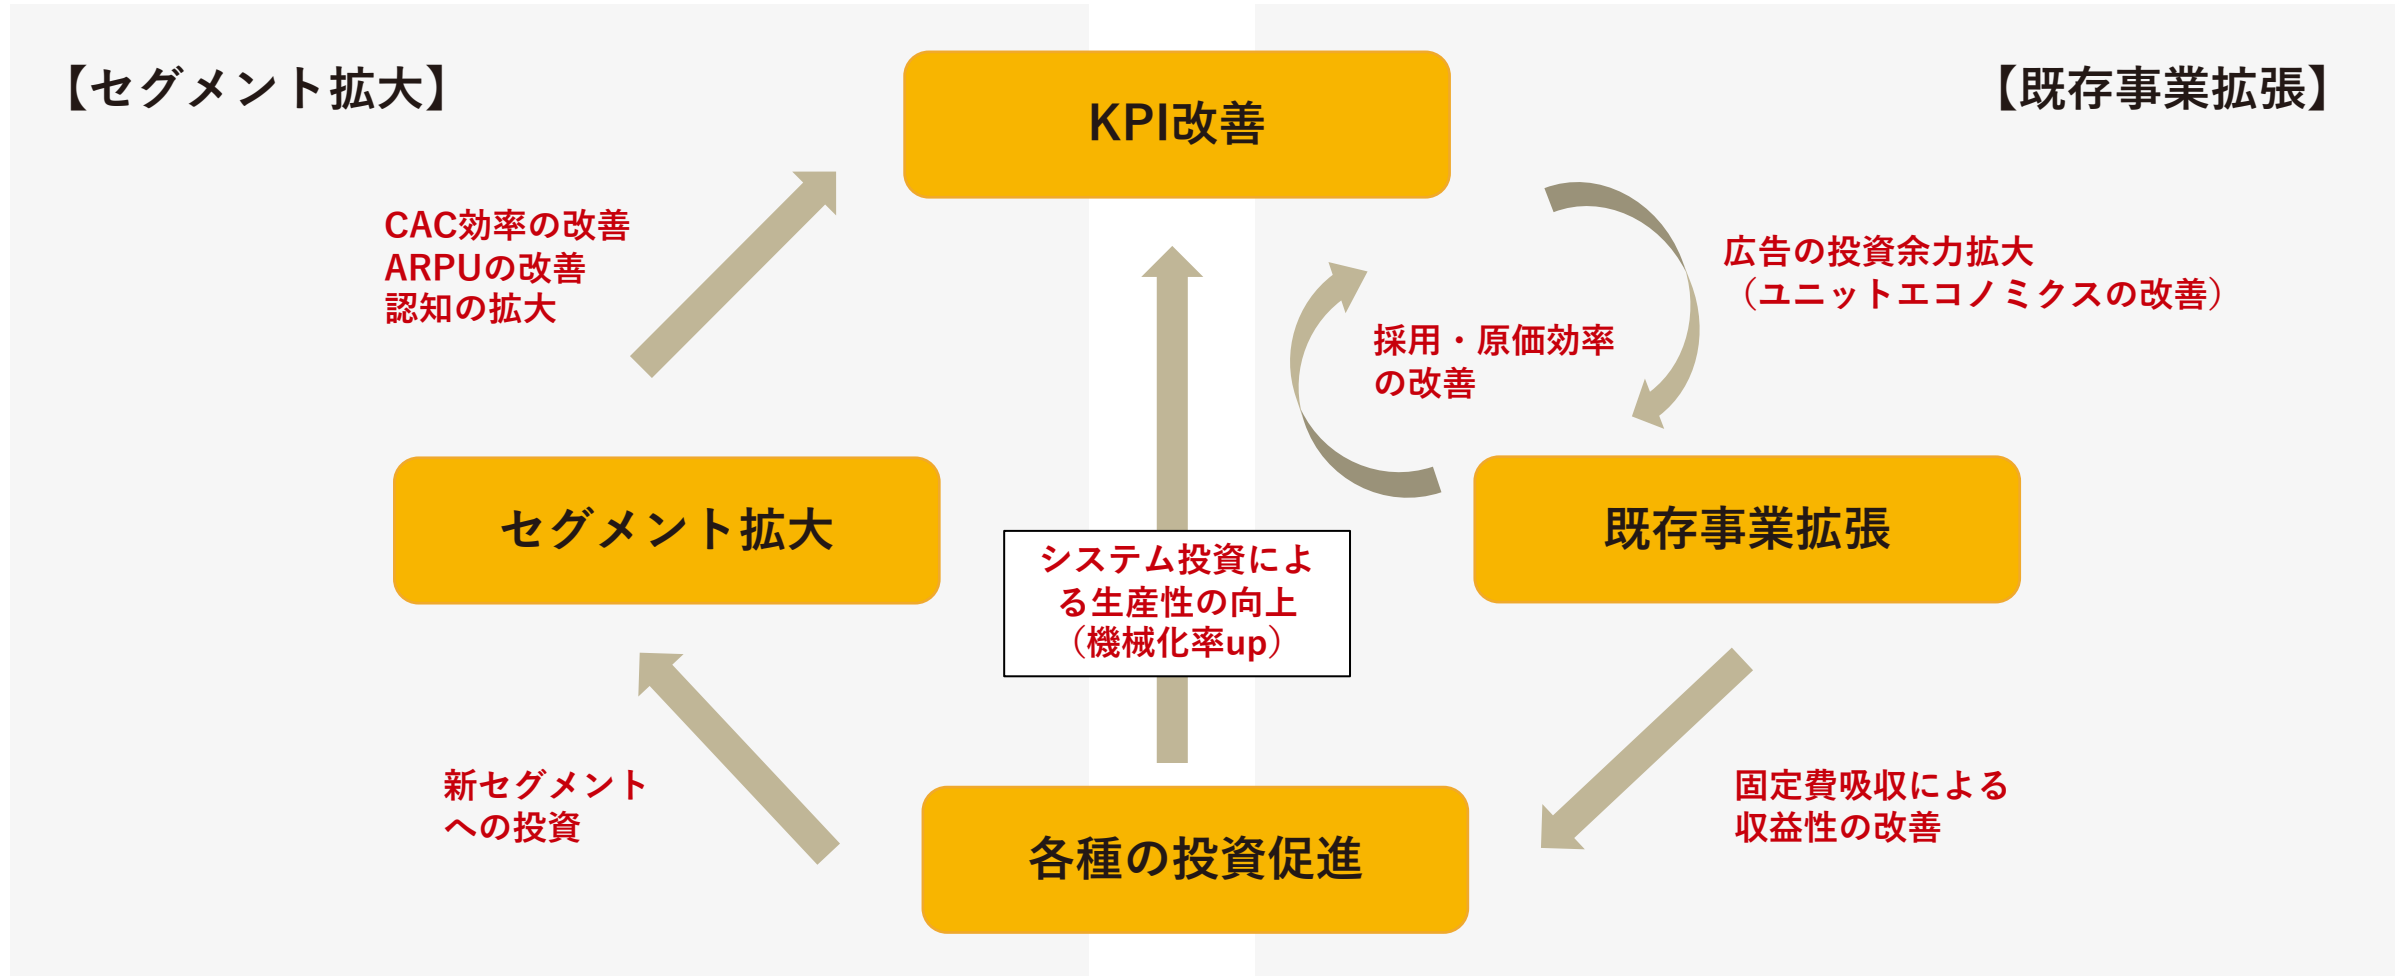 【セグメント拡大】
【既存事業拡張】
KPI改善
CAC効率の改善
ARPUの改善
認知の拡大
広告の投資余力拡大
（ユニットエコノミクスの改善）
採用・原価効率
の改善
セグメント拡大
既存事業拡張
システム投資によ
る生産性の向上
（機械化率up）
新セグメント
への投資
固定費吸収による
収益性の改善
各種の投資促進